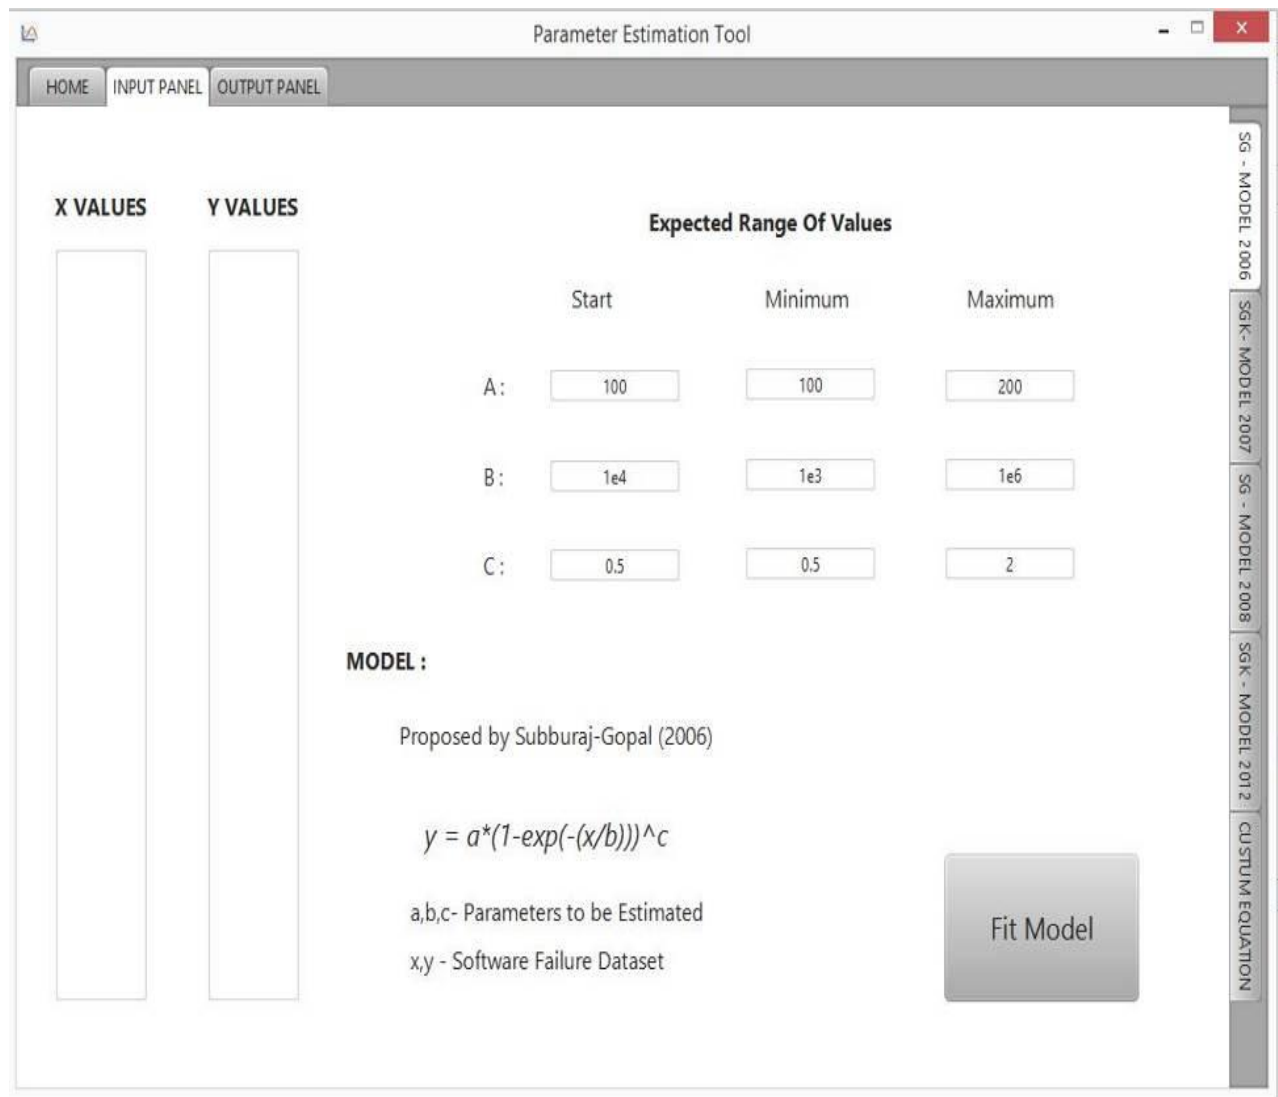 Parameter Estimation Tool
HOME INPUT PANEL OUTPUT PANEL
X VALUES Y VALUES
Expected Range Of Values
Start Minimum Maximum
A : 100 100 200
B : 1e4 1e3 1e6
C : 0.5 0.5 2
MODEL :
Proposed by Subburaj-Gopal (2006)
y = a*(1-exp(-(x/b)))^c
a,b,c- Parameters to be Estimated
x,y - Software Failure Dataset
Fit Model
SG - MODEL 2006
SGK- MODEL 2007
SG - MODEL 2008
SGK - MODEL 2012
CUSTUM EQUATION